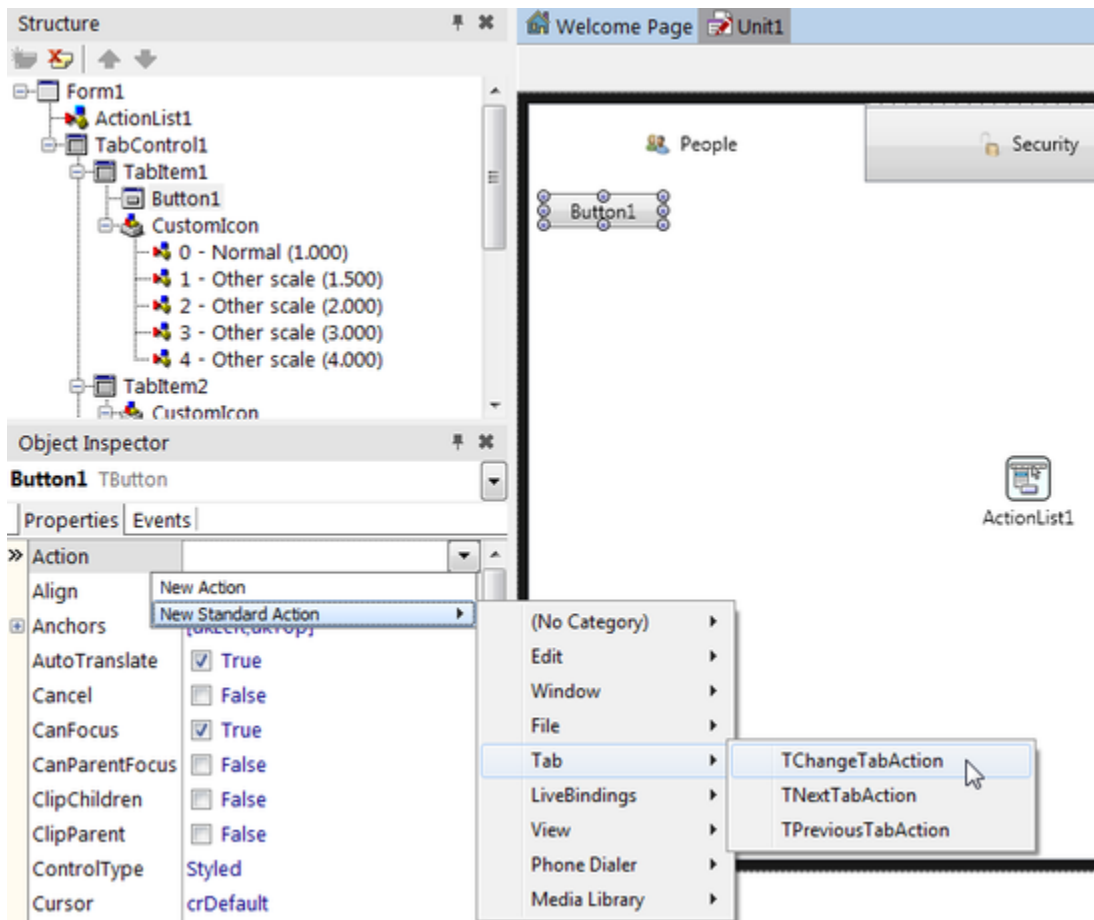 Structure
Form1
ActionList1
TabControl1
TabItem1
Button1
CustomIcon
0 - Normal (1.000)
1 - Other scale (1.500)
2 - Other scale (2.000)
3 - Other scale (3.000)
4 - Other scale (4.000)
TabItem2
CustomIcon
Object Inspector
Button1 TButton
Properties Events
Action
Align
Anchors
AutoTranslate True
Cancel False
CanFocus True
CanParentFocus False
ClipChildren False
ClipParent False
ControlType Styled
Cursor crDefault
New Action
New Standard Action
(No Category)
Edit
Window
File
Tab
LiveBindings
View
Phone Dialer
Media Library
TChangeTabAction
TNextTabAction
TPreviousTabAction
Welcome Page Unit1
People Security
Button1
ActionList1